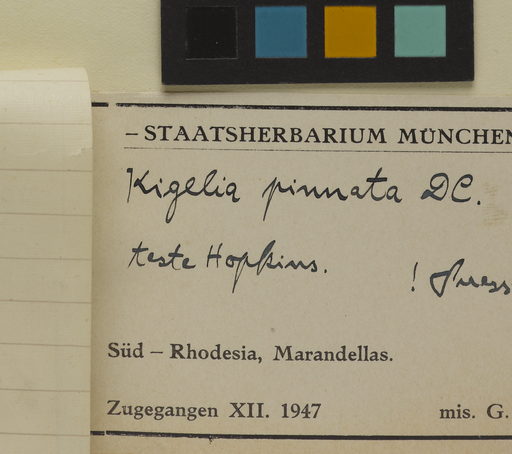 – STAATSHERBARIUM MÜNCHEN
Kigelia pinnata DC.
teste Hopkins. !
Süd – Rhodesia, Marandellas.
Zugegangen XII. 1947 mis. G.